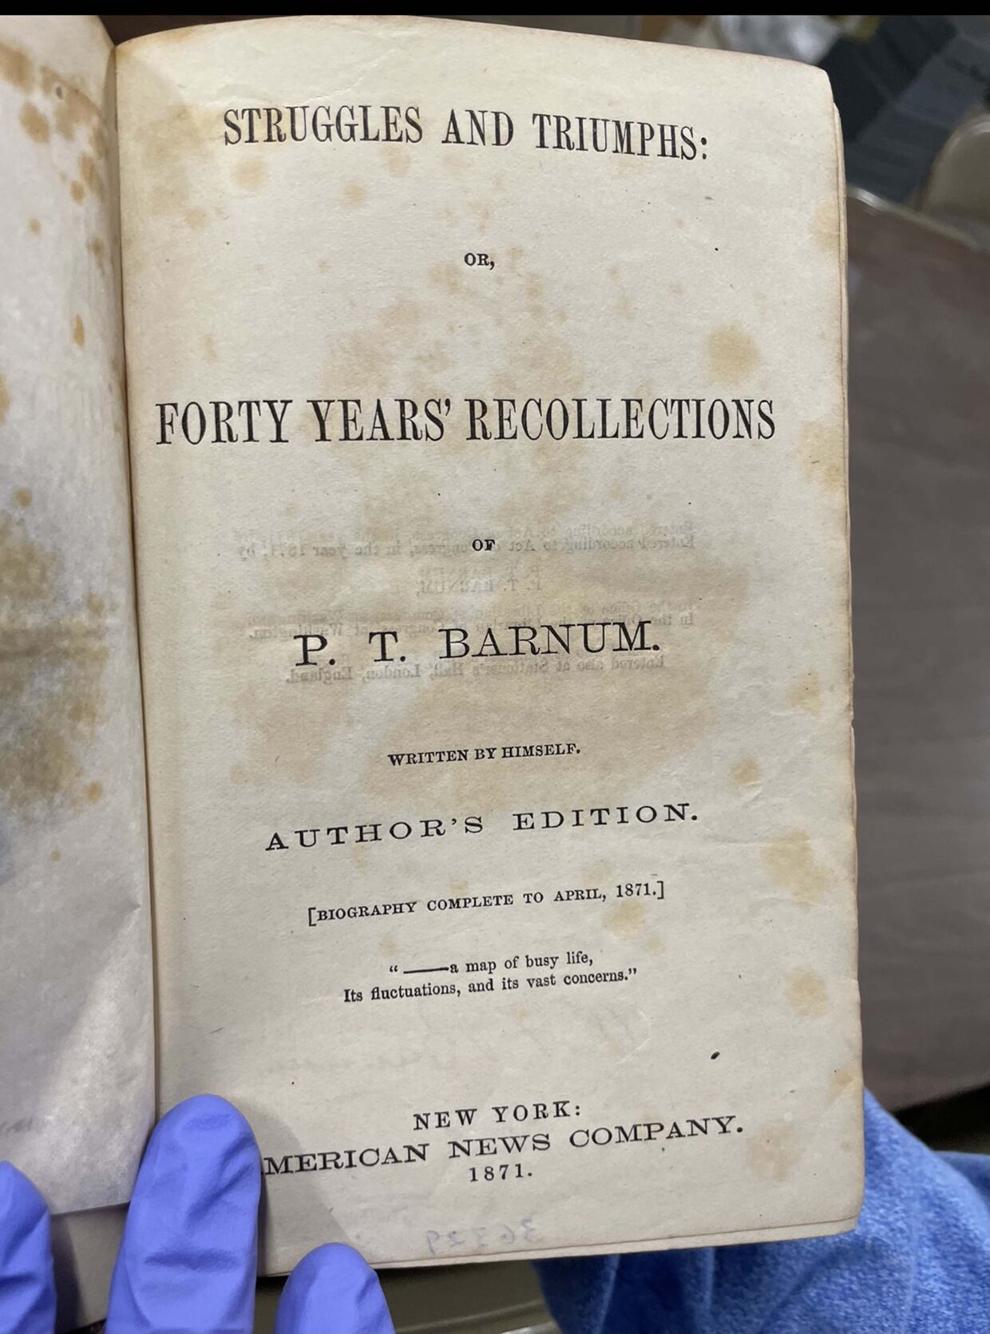 STRUGGLES AND TRIUMPHS:
OR,
FORTY YEARS' RECOLLECTIONS
OF
P. T. BARNUM.
WRITTEN BY HIMSELF.
AUTHOR'S EDITION.
[BIOGRAPHY COMPLETE TO APRIL, 1871.]
“ ——a map of busy life,
Its fluctuations, and its vast concerns.”
NEW YORK:
MERICAN NEWS COMPANY.
1871.